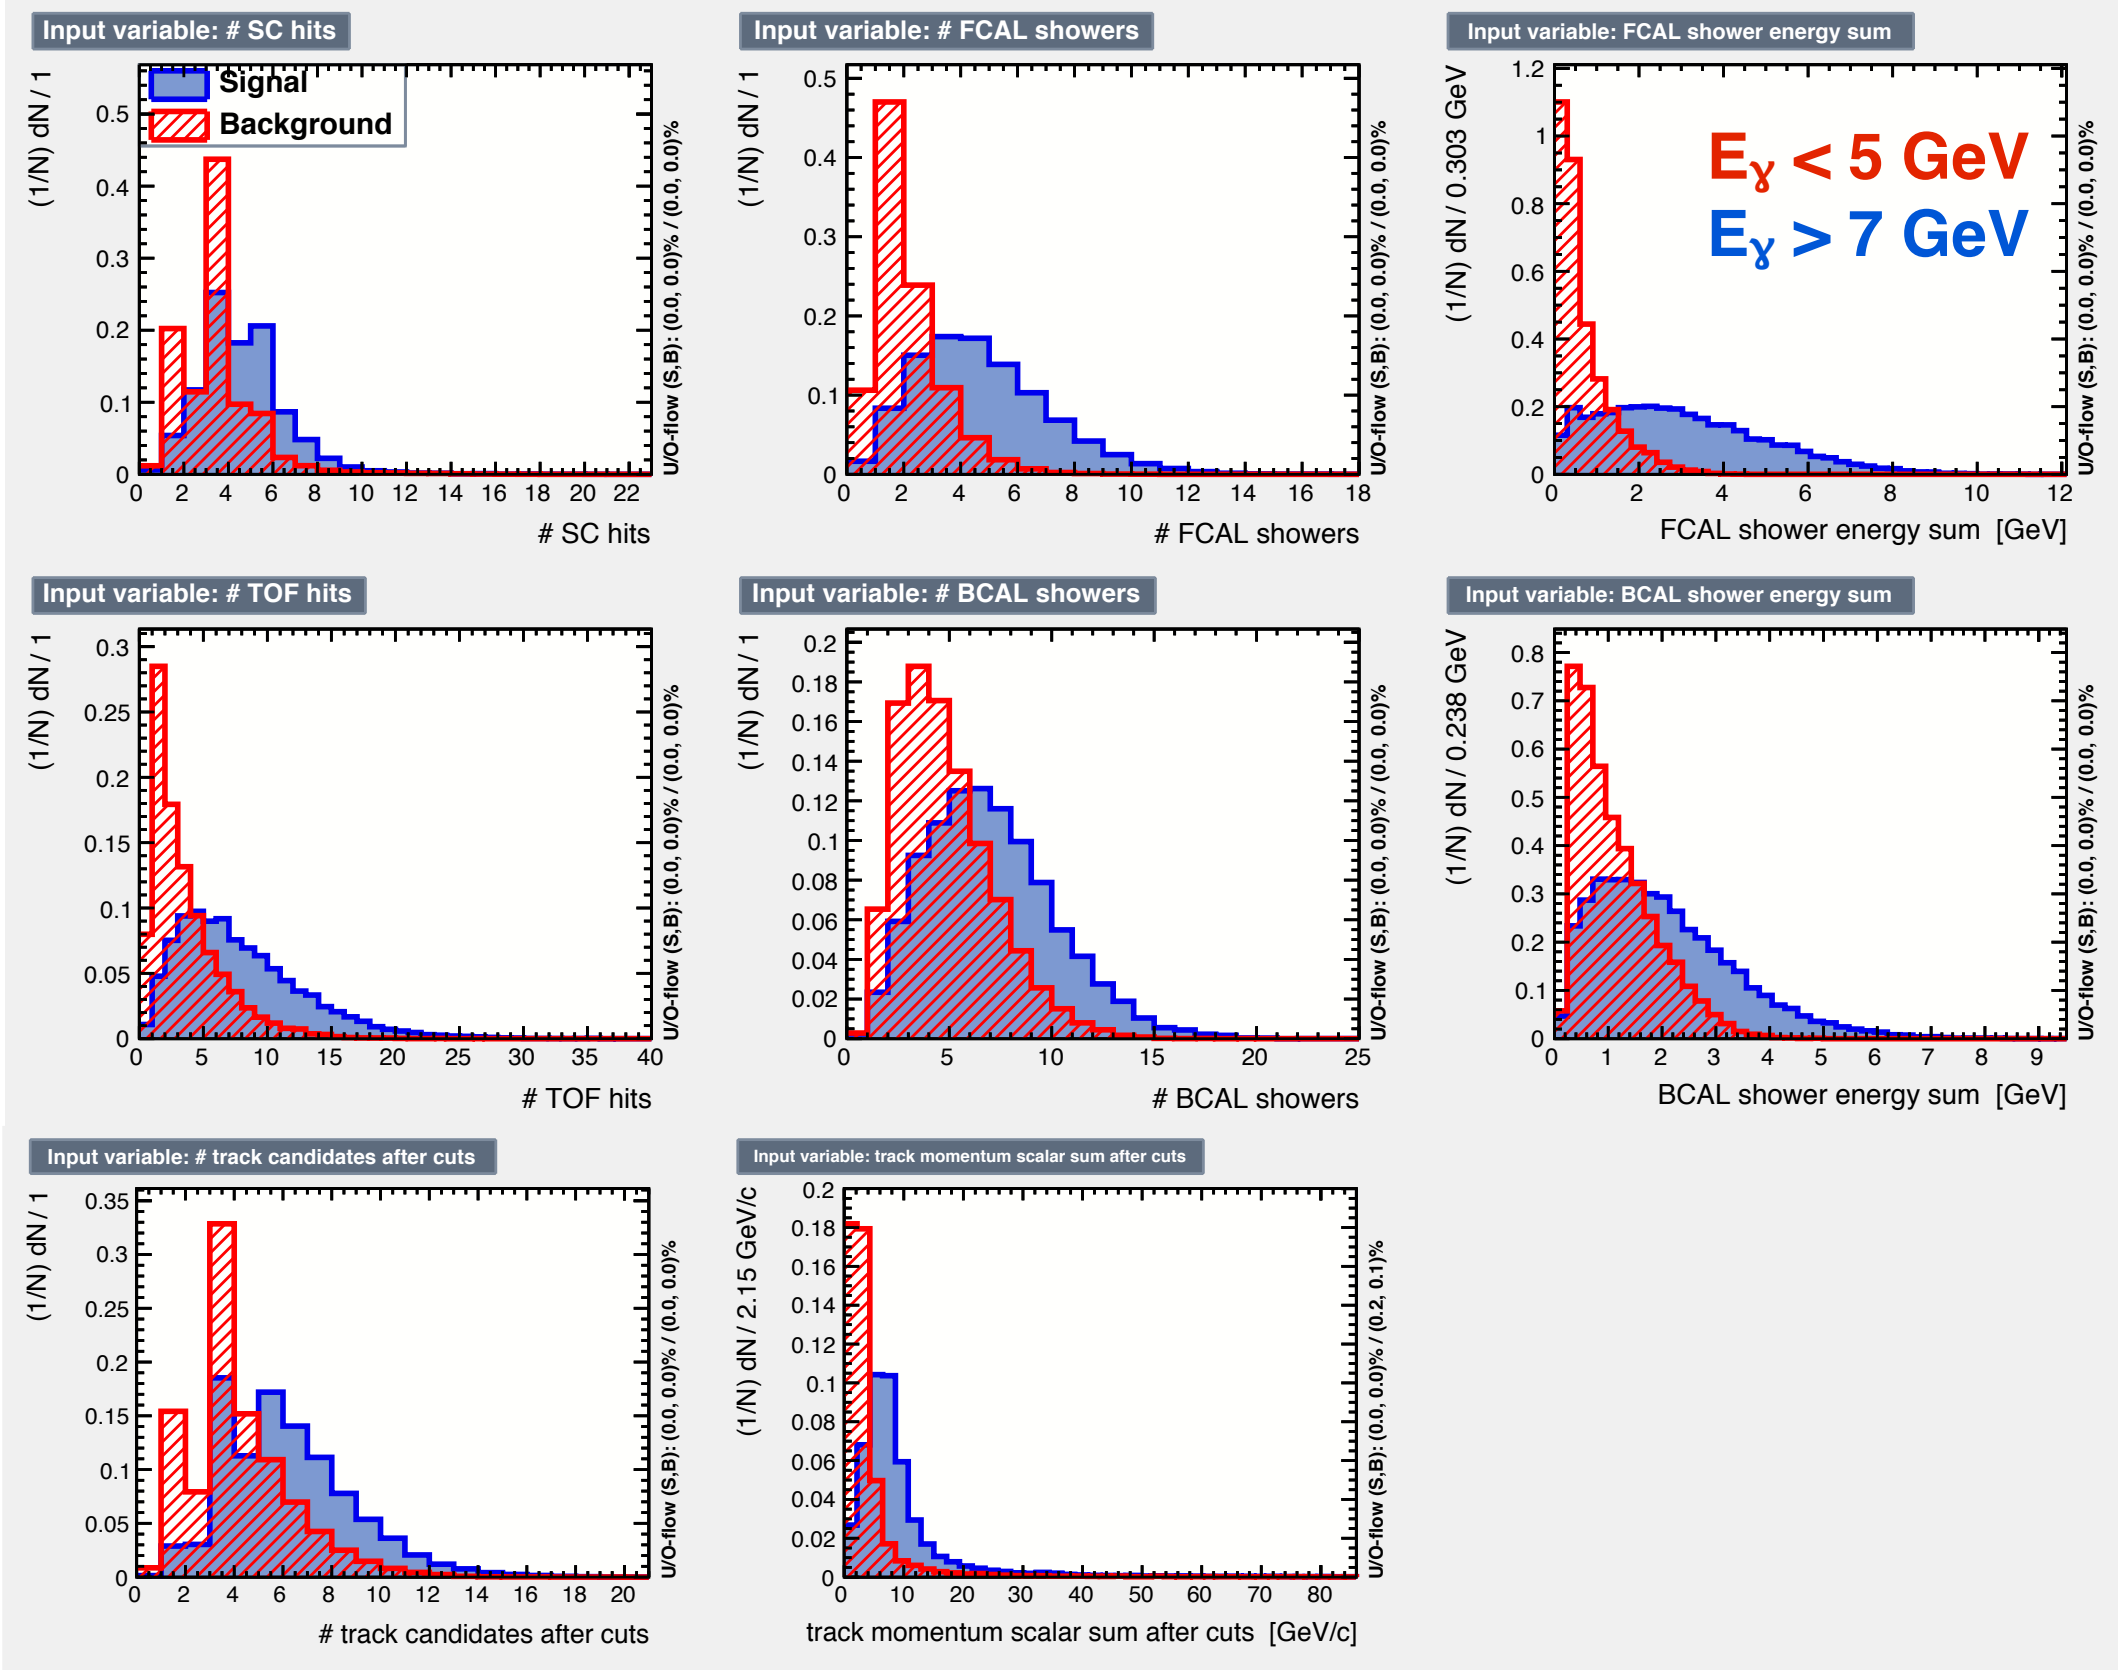 Input variable: # SC hits
(1/N) dN / 1
Signal
Background
0.5
0.4
0.3
0.2
0.1
0
0 2 4 6 8 10 12 14 16 18 20 22
# SC hits
U/O-flow (S,B): (0.0, 0.0)% / (0.0, 0.0)%
Input variable: # FCAL showers
(1/N) dN / 1
0.5
0.4
0.3
0.2
0.1
0
0 2 4 6 8 10 12 14 16 18
# FCAL showers
U/O-flow (S,B): (0.0, 0.0)% / (0.0, 0.0)%
Input variable: FCAL shower energy sum
(1/N) dN / 0.303 GeV
1.2
1
0.8
0.6
0.4
0.2
0
Eγ < 5 GeV
Eγ > 7 GeV
0 2 4 6 8 10 12
FCAL shower energy sum [GeV]
U/O-flow (S,B): (0.0, 0.0)% / (0.0, 0.0)%
Input variable: # TOF hits
(1/N) dN / 1
0.3
0.25
0.2
0.15
0.1
0.05
0
0 5 10 15 20 25 30 35 40
# TOF hits
U/O-flow (S,B): (0.0, 0.0)% / (0.0, 0.0)%
Input variable: # BCAL showers
(1/N) dN / 1
0.2
0.18
0.16
0.14
0.12
0.1
0.08
0.06
0.04
0.02
0
0 5 10 15 20 25
# BCAL showers
U/O-flow (S,B): (0.0, 0.0)% / (0.0, 0.0)%
Input variable: BCAL shower energy sum
(1/N) dN / 0.238 GeV
0.8
0.7
0.6
0.5
0.4
0.3
0.2
0.1
0
0 1 2 3 4 5 6 7 8 9
BCAL shower energy sum [GeV]
U/O-flow (S,B): (0.0, 0.0)% / (0.0, 0.0)%
Input variable: # track candidates after cuts
(1/N) dN / 1
0.35
0.3
0.25
0.2
0.15
0.1
0.05
0
0 2 4 6 8 10 12 14 16 18 20
# track candidates after cuts
U/O-flow (S,B): (0.0, 0.0)% / (0.0, 0.0)%
Input variable: track momentum scalar sum after cuts
(1/N) dN / 2.15 GeV/c
0.2
0.18
0.16
0.14
0.12
0.1
0.08
0.06
0.04
0.02
0
0 10 20 30 40 50 60 70 80
track momentum scalar sum after cuts [GeV/c]
U/O-flow (S,B): (0.0, 0.0)% / (0.2, 0.1)%